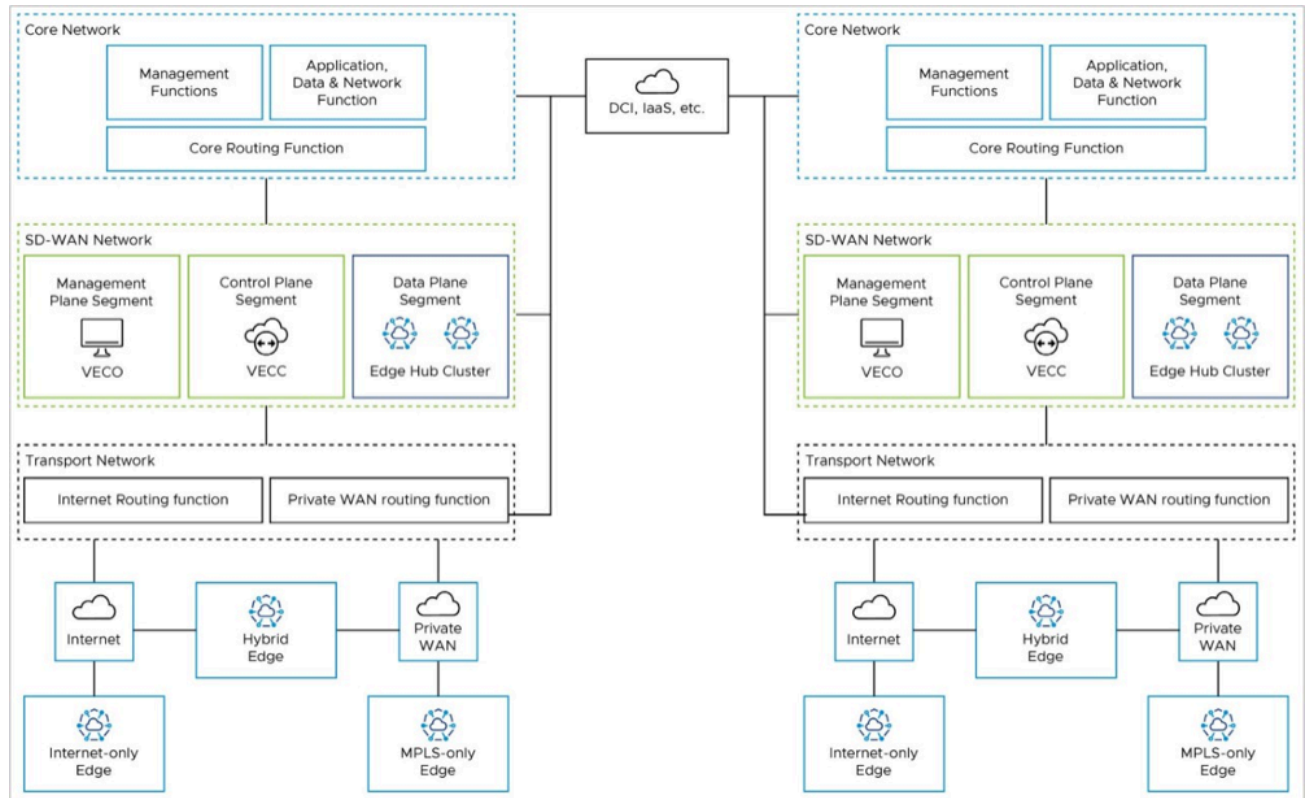 Core Network
Management
Functions
Application,
Data & Network
Function
Core Routing Function
DCI, IaaS, etc.
Core Network
Management
Functions
Application,
Data & Network
Function
Core Routing Function
SD-WAN Network
Management
Plane Segment
VECO
Control Plane
Segment
VECC
Data Plane
Segment
Edge Hub Cluster
SD-WAN Network
Management
Plane Segment
VECO
Control Plane
Segment
VECC
Data Plane
Segment
Edge Hub Cluster
Transport Network
Internet Routing function
Private WAN routing function
Transport Network
Internet Routing function
Private WAN routing function
Internet
Hybrid
Edge
Private
WAN
Internet-only
Edge
MPLS-only
Edge
Internet
Hybrid
Edge
Private
WAN
Internet-only
Edge
MPLS-only
Edge